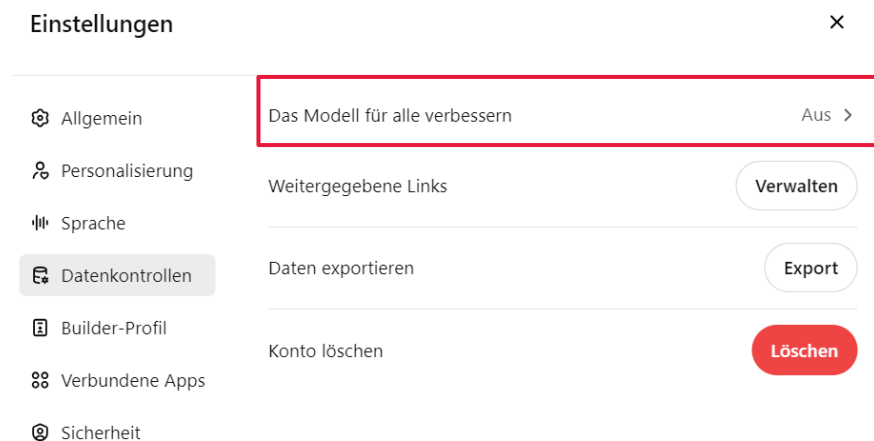 Einstellungen
Allgemein
Personalisierung
Sprache
Datenkontrollen
Builder-Profil
Verbundene Apps
Sicherheit
Das Modell für alle verbessern Aus
Weitergegebene Links Verwalten
Daten exportieren Export
Konto löschen Löschen